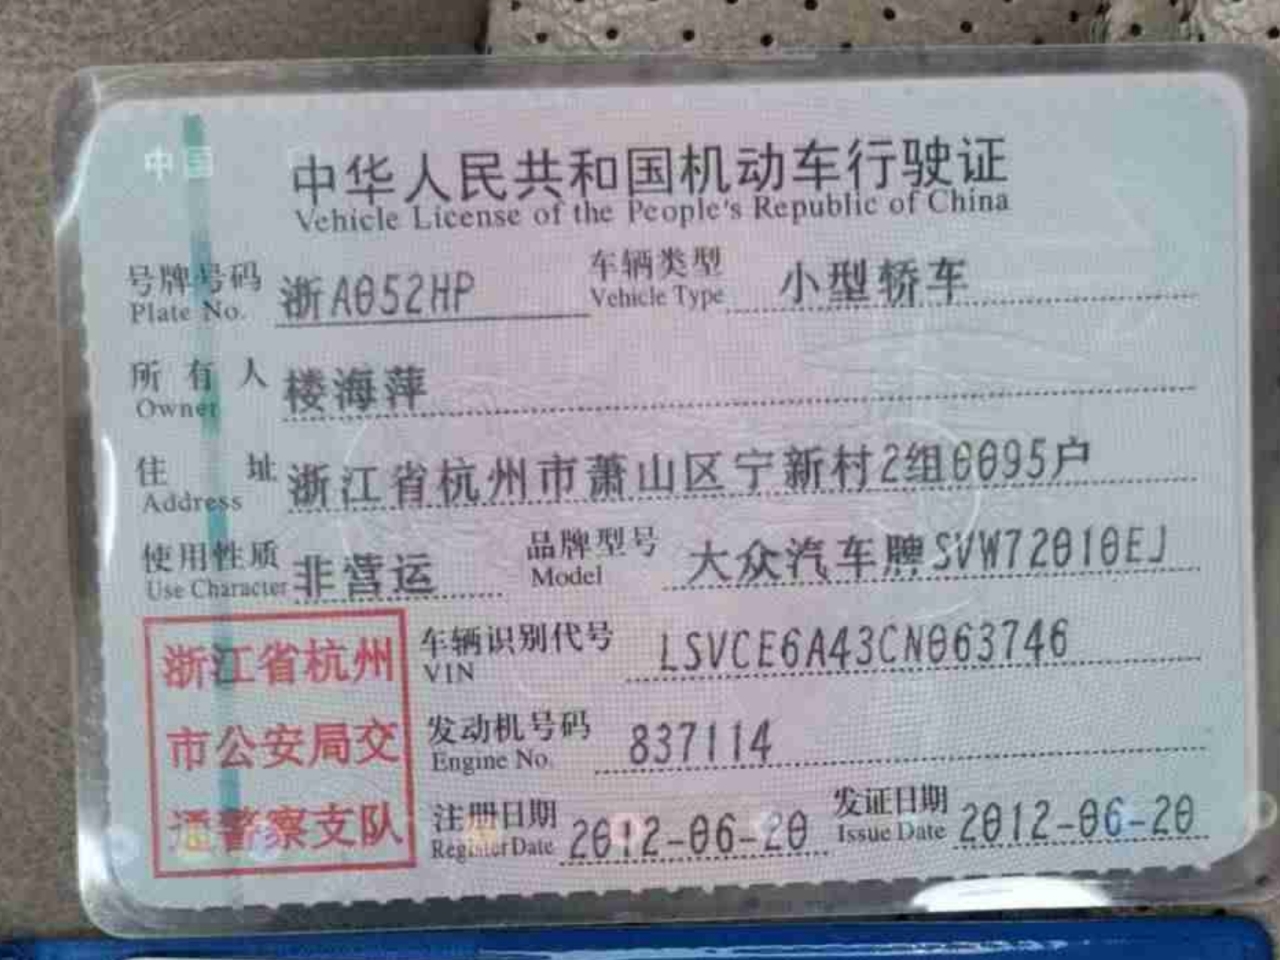 中国
中华人民共和国机动车行驶证
Vehicle License of the People's Republic of China
号牌号码 浙A052HP 车辆类型 小型轿车
Plate No. Vehicle Type
所有人 楼海萍
Owner
住址 浙江省杭州市萧山区宁新村2组0095户
Address
使用性质 非营运 品牌型号 大众汽车牌SVW72010EJ
Use Character Model
浙江省杭州 车辆识别代号 LSVCE6A43CN063746
VIN
市公安局交 发动机号码 837114
Engine No.
通警察支队 注册日期 2012-06-20 发证日期 2012-06-20
Register Date Issue Date